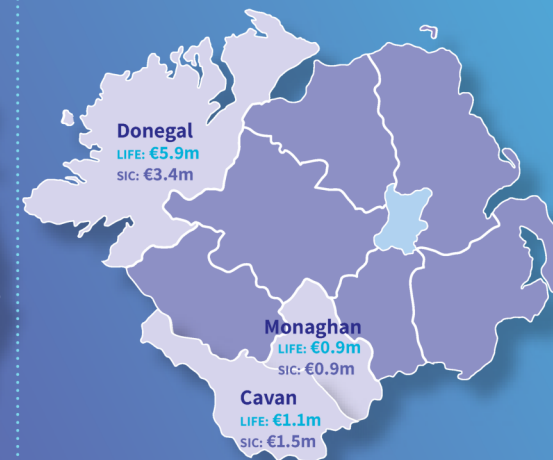 Donegal
LIFE: €5.9m
SIC: €3.4m
Monaghan
LIFE: €0.9m
SIC: €0.9m
Cavan
LIFE: €1.1m
SIC: €1.5m